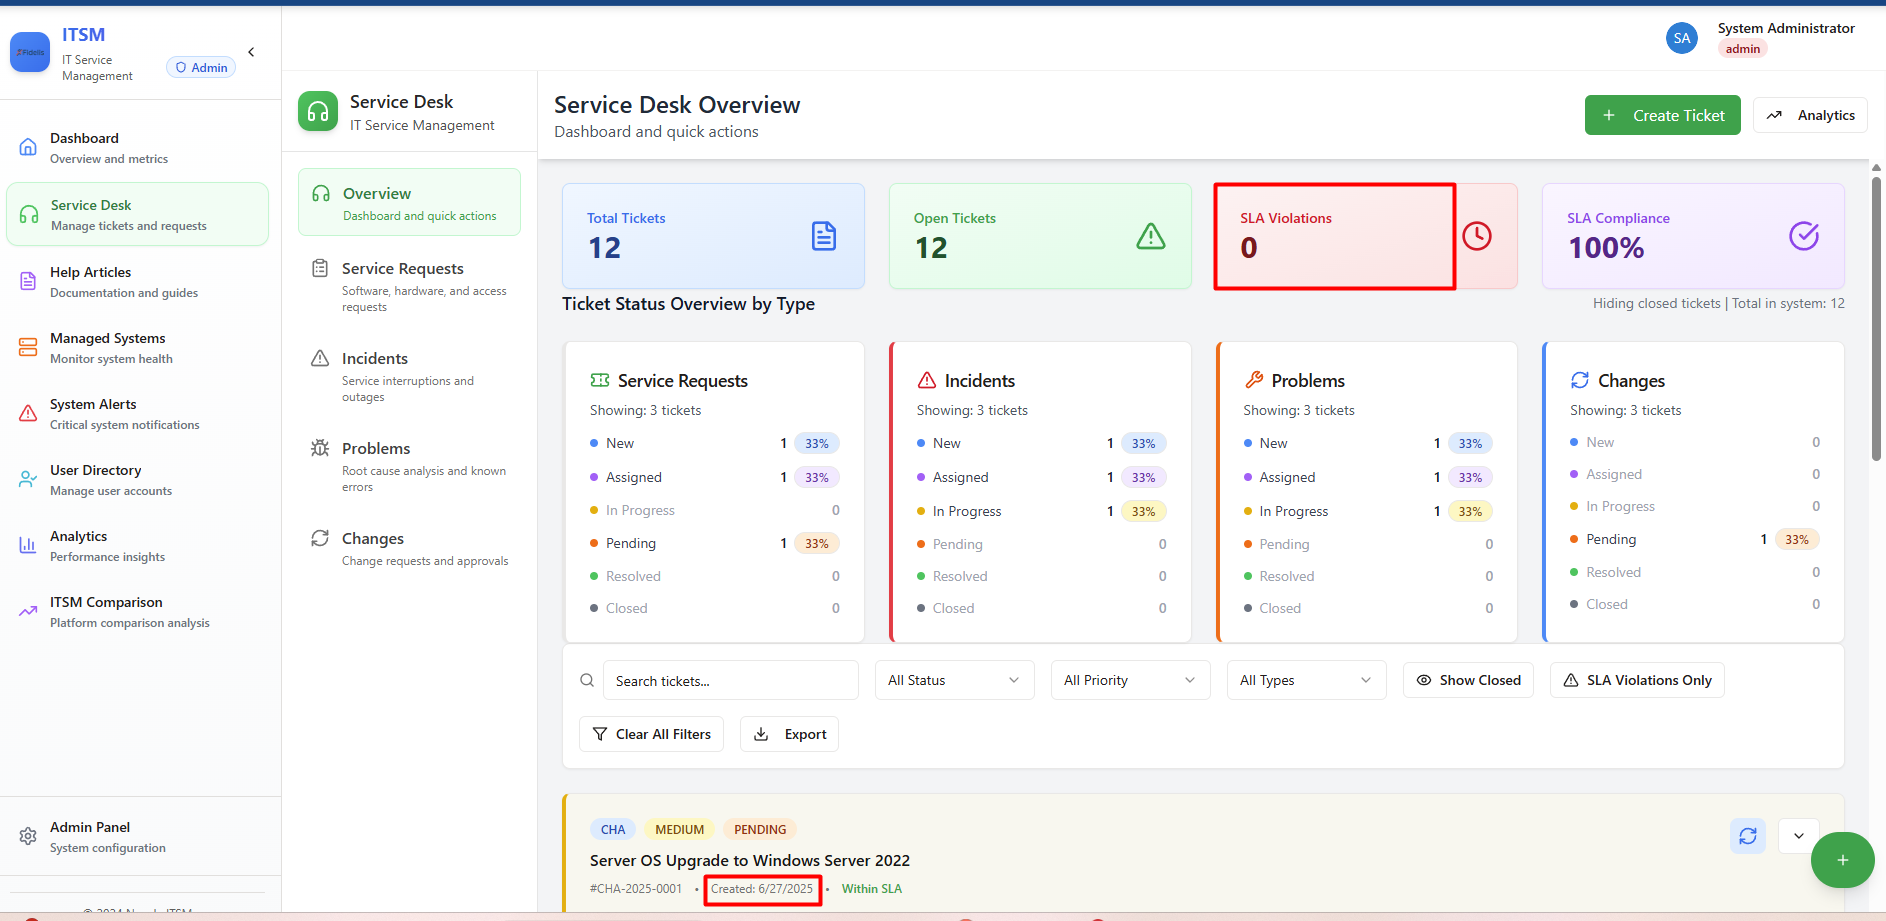 Fidelis
ITSM
IT Service
Management
Admin
SA
System Administrator
admin
Dashboard
Overview and metrics
Service Desk
Manage tickets and requests
Help Articles
Documentation and guides
Managed Systems
Monitor system health
System Alerts
Critical system notifications
User Directory
Manage user accounts
Analytics
Performance insights
ITSM Comparison
Platform comparison analysis
Admin Panel
System configuration
Service Desk
IT Service Management
Overview
Dashboard and quick actions
Service Requests
Software, hardware, and access
requests
Incidents
Service interruptions and
outages
Problems
Root cause analysis and known
errors
Changes
Change requests and approvals
Service Desk Overview
Dashboard and quick actions
Create Ticket
Analytics
Total Tickets
12
Open Tickets
12
SLA Violations
0
SLA Compliance
100%
Ticket Status Overview by Type
Hiding closed tickets | Total in system: 12
Service Requests
Showing: 3 tickets
New 1 33%
Assigned 1 33%
In Progress 0
Pending 1 33%
Resolved 0
Closed 0
Incidents
Showing: 3 tickets
New 1 33%
Assigned 1 33%
In Progress 1 33%
Pending 0
Resolved 0
Closed 0
Problems
Showing: 3 tickets
New 1 33%
Assigned 1 33%
In Progress 1 33%
Pending 0
Resolved 0
Closed 0
Changes
Showing: 3 tickets
New 0
Assigned 0
In Progress 0
Pending 1 33%
Resolved 0
Closed 0
Search tickets...
All Status
All Priority
All Types
Show Closed
SLA Violations Only
Clear All Filters
Export
CHA MEDIUM PENDING
Server OS Upgrade to Windows Server 2022
#CHA-2025-0001 • Created: 6/27/2025 • Within SLA